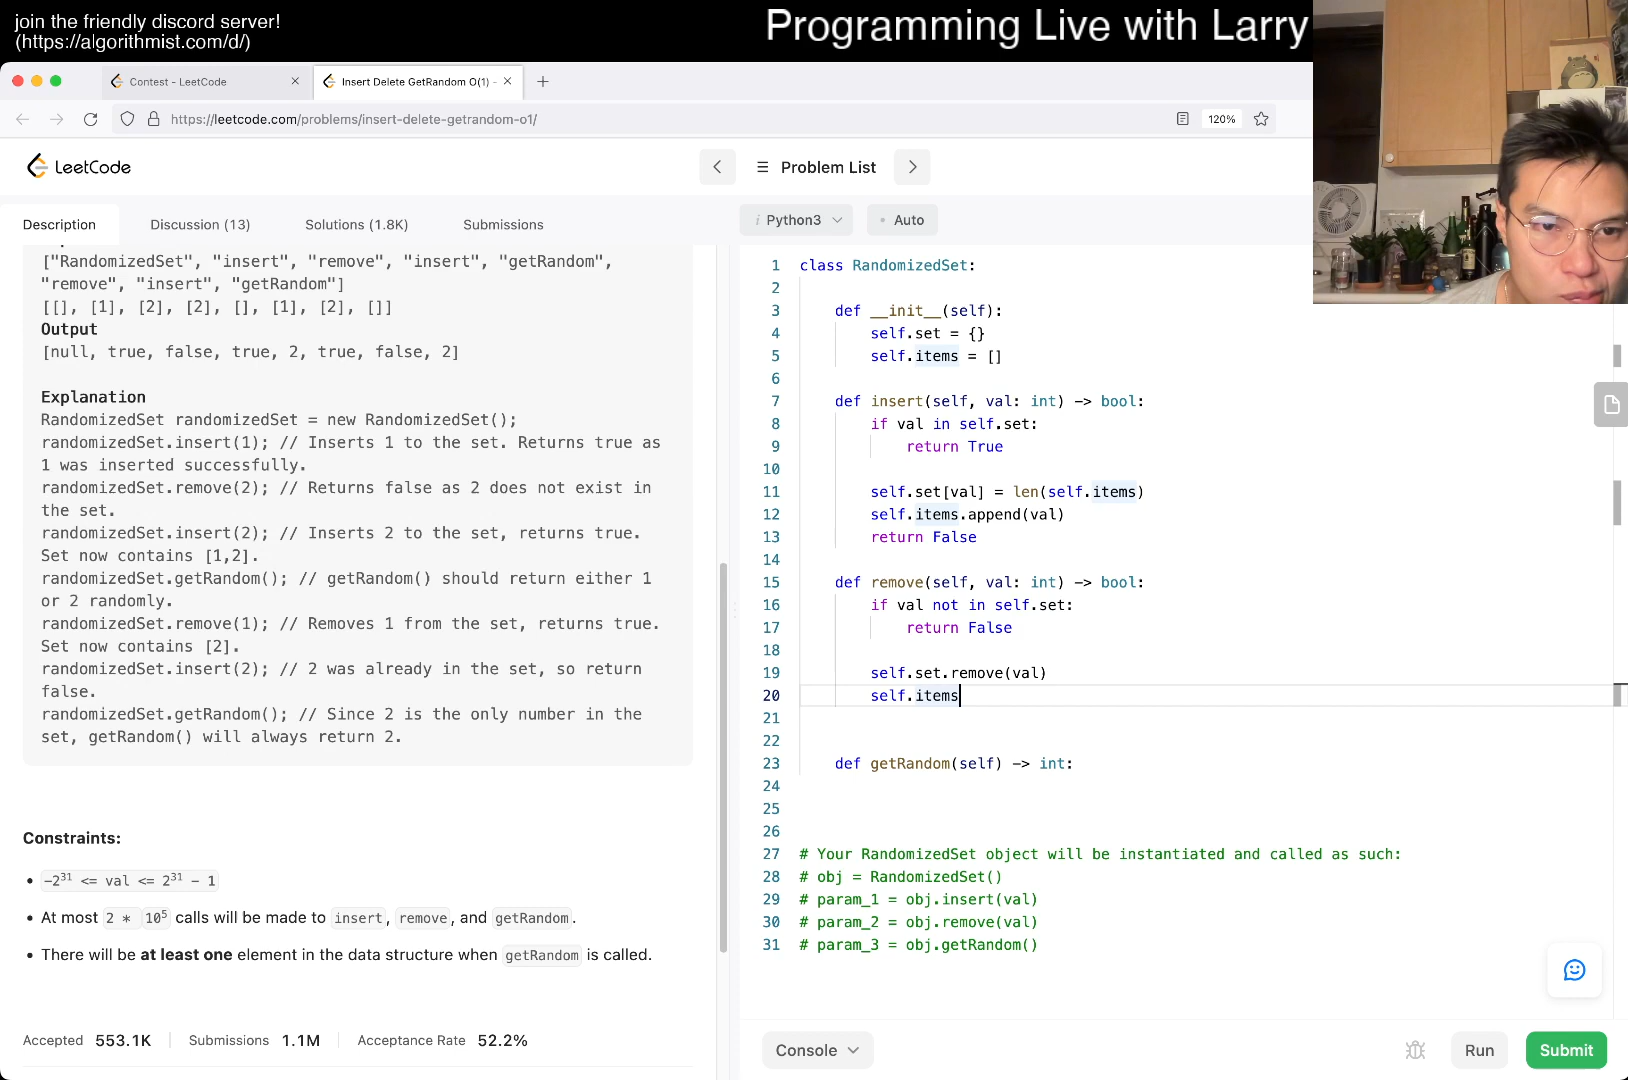 join the friendly discord server!
(https://algorithmist.com/d/)
Programming Live with Larry
Contest - LeetCode
Insert Delete GetRandom O(1) -
https://leetcode.com/problems/insert-delete-getrandom-o1/
120%
LeetCode
Problem List
Description
Discussion (13)
Solutions (1.8K)
Submissions
i Python3
Auto
["RandomizedSet", "insert", "remove", "insert", "getRandom",
"remove", "insert", "getRandom"]
[[], [1], [2], [2], [], [1], [2], []]
Output
[null, true, false, true, 2, true, false, 2]
Explanation
RandomizedSet randomizedSet = new RandomizedSet();
randomizedSet.insert(1); // Inserts 1 to the set. Returns true as
1 was inserted successfully.
randomizedSet.remove(2); // Returns false as 2 does not exist in
the set.
randomizedSet.insert(2); // Inserts 2 to the set, returns true.
Set now contains [1,2].
randomizedSet.getRandom(); // getRandom() should return either 1
or 2 randomly.
randomizedSet.remove(1); // Removes 1 from the set, returns true.
Set now contains [2].
randomizedSet.insert(2); // 2 was already in the set, so return
false.
randomizedSet.getRandom(); // Since 2 is the only number in the
set, getRandom() will always return 2.
Constraints:
• -2³¹ <= val <= 2³¹ - 1
• At most 2 * 10⁵ calls will be made to insert, remove, and getRandom.
• There will be at least one element in the data structure when getRandom is called.
Accepted 553.1K
Submissions 1.1M
Acceptance Rate 52.2%
1 class RandomizedSet:
2
3 def __init__(self):
4 self.set = {}
5 self.items = []
6
7 def insert(self, val: int) -> bool:
8 if val in self.set:
9 return True
10
11 self.set[val] = len(self.items)
12 self.items.append(val)
13 return False
14
15 def remove(self, val: int) -> bool:
16 if val not in self.set:
17 return False
18
19 self.set.remove(val)
20 self.items
21
22
23 def getRandom(self) -> int:
24
25
26
27 # Your RandomizedSet object will be instantiated and called as such:
28 # obj = RandomizedSet()
29 # param_1 = obj.insert(val)
30 # param_2 = obj.remove(val)
31 # param_3 = obj.getRandom()
Console
Run
Submit